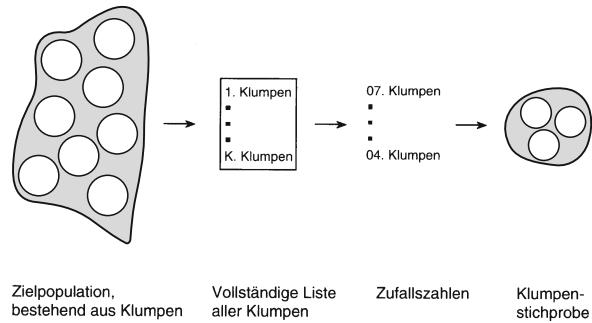 1. Klumpen
K. Klumpen
07. Klumpen
04. Klumpen
Zielpopulation,
bestehend aus Klumpen
Vollständige Liste
aller Klumpen
Zufallszahlen
Klumpen-
stichprobe